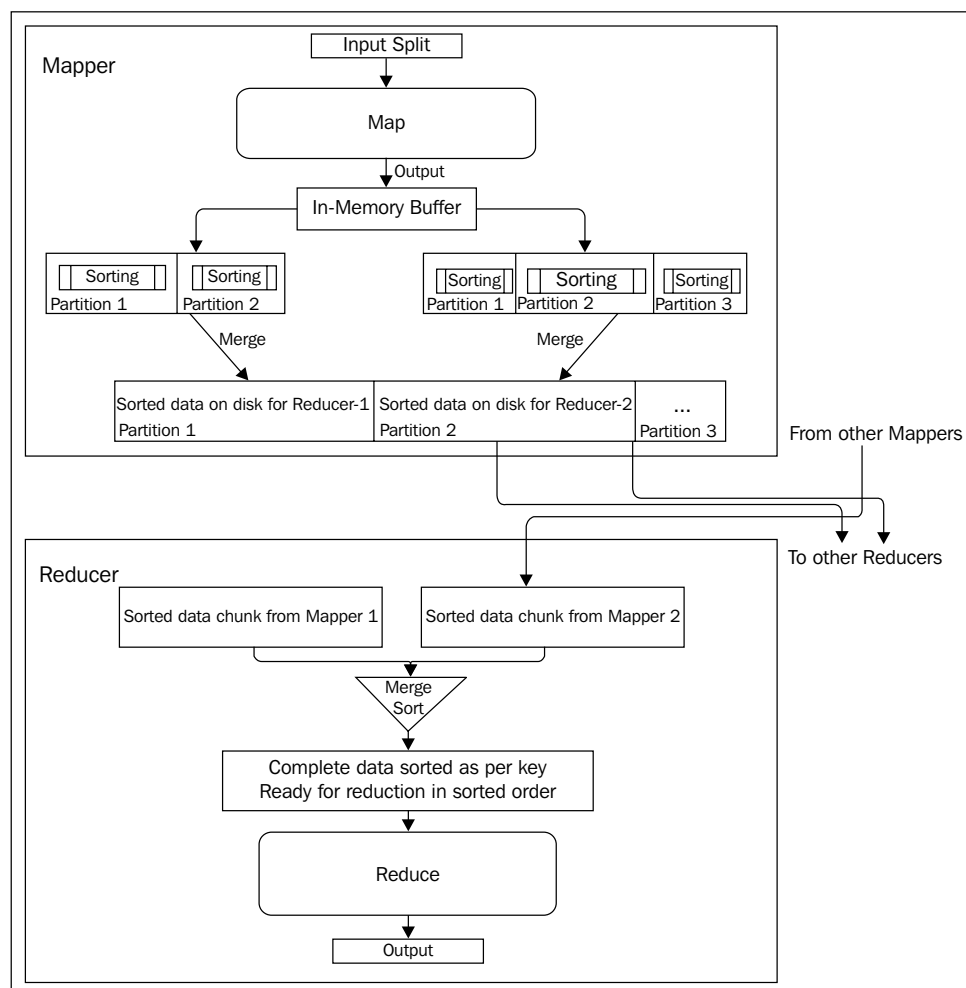 Input Split
Mapper
Map
Output
In-Memory Buffer
Sorting
Partition 1
Sorting
Partition 2
Sorting
Partition 1
Sorting
Partition 2
Sorting
Partition 3
Merge
Merge
Sorted data on disk for Reducer-1
Partition 1
Sorted data on disk for Reducer-2
Partition 2
...
Partition 3
From other Mappers
To other Reducers
Reducer
Sorted data chunk from Mapper 1
Sorted data chunk from Mapper 2
Merge
Sort
Complete data sorted as per key
Ready for reduction in sorted order
Reduce
Output